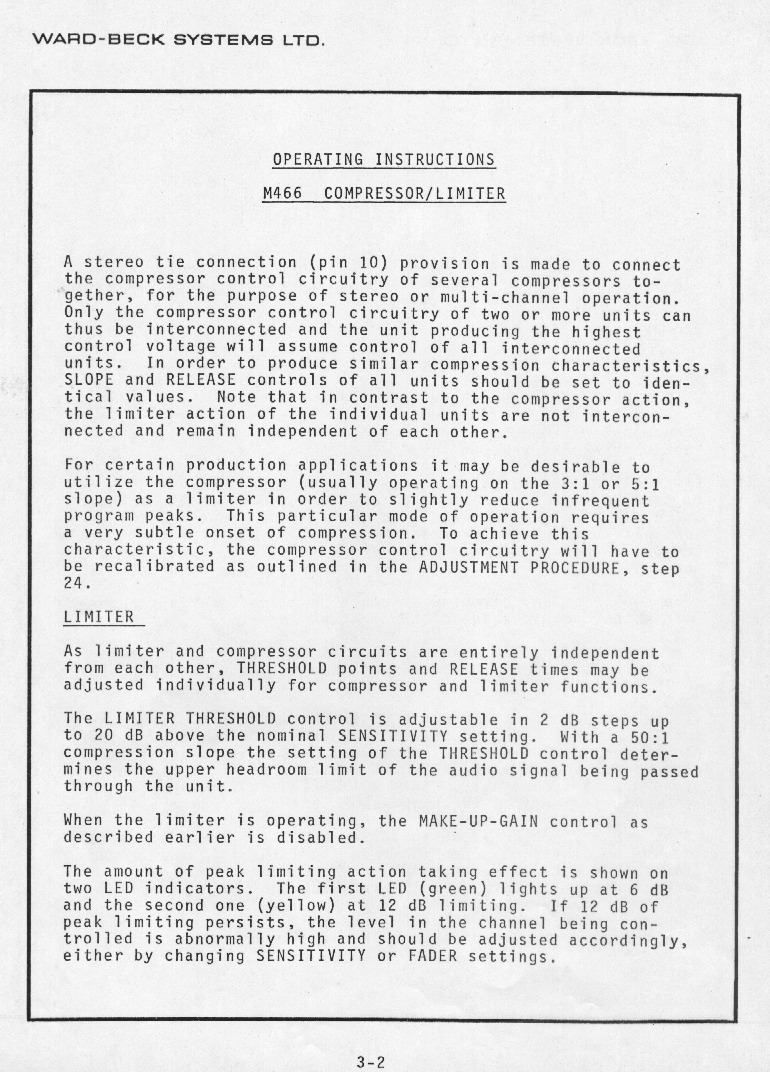 WARD-BECK SYSTEMS LTD.
OPERATING INSTRUCTIONS
M466 COMPRESSOR/LIMITER
A stereo tie connection (pin 10) provision is made to connect
the compressor control circuitry of several compressors to-
gether, for the purpose of stereo or multi-channel operation.
Only the compressor control circuitry of two or more units can
thus be interconnected and the unit producing the highest
control voltage will assume control of all interconnected
units. In order to produce similar compression characteristics,
SLOPE and RELEASE controls of all units should be set to iden-
tical values. Note that in contrast to the compressor action,
the limiter action of the individual units are not intercon-
nected and remain independent of each other.
For certain production applications it may be desirable to
utilize the compressor (usually operating on the 3:1 or 5:1
slope) as a limiter in order to slightly reduce infrequent
program peaks. This particular mode of operation requires
a very subtle onset of compression. To achieve this
characteristic, the compressor control circuitry will have to
be recalibrated as outlined in the ADJUSTMENT PROCEDURE, step
24.
LIMITER
As limiter and compressor circuits are entirely independent
from each other, THRESHOLD points and RELEASE times may be
adjusted individually for compressor and limiter functions.
The LIMITER THRESHOLD control is adjustable in 2 dB steps up
to 20 dB above the nominal SENSITIVITY setting. With a 50:1
compression slope the setting of the THRESHOLD control deter-
mines the upper headroom limit of the audio signal being passed
through the unit.
When the limiter is operating, the MAKE-UP-GAIN control as
described earlier is disabled.
The amount of peak limiting action taking effect is shown on
two LED indicators. The first LED (green) lights up at 6 dB
and the second one (yellow) at 12 dB limiting. If 12 dB of
peak limiting persists, the level in the channel being con-
trolled is abnormally high and should be adjusted accordingly,
either by changing SENSITIVITY or FADER settings.
3-2